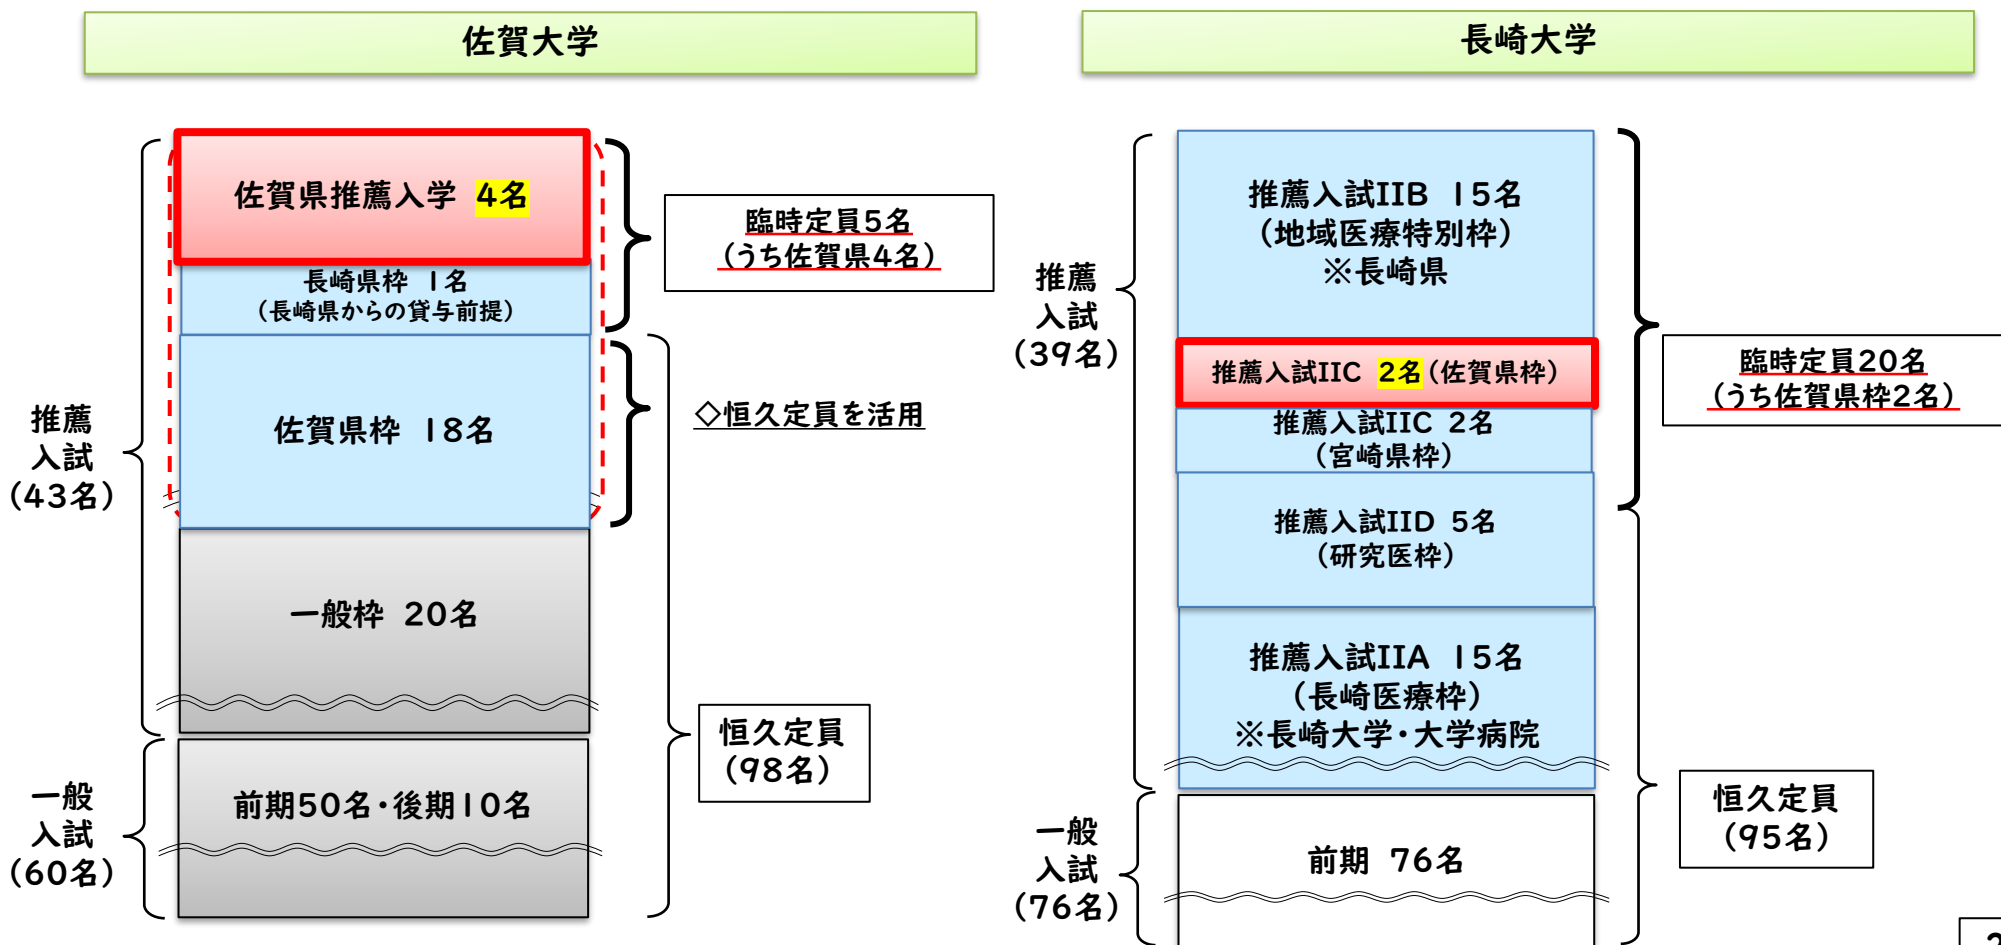 佐賀大学
推薦
入試
(43名)
一般
入試
(60名)
佐賀県推薦入学 4名
長崎県枠 1名
(長崎県からの貸与前提)
佐賀県枠 18名
一般枠 20名
前期50名・後期10名
臨時定員5名
(うち佐賀県4名)
◇恒久定員を活用
恒久定員
(98名)
長崎大学
推薦
入試
(39名)
一般
入試
(76名)
推薦入試IIB 15名
(地域医療特別枠)
※長崎県
推薦入試IIC 2名(佐賀県枠)
推薦入試IIC 2名
(宮崎県枠)
推薦入試IID 5名
(研究医枠)
推薦入試IIA 15名
(長崎医療枠)
※長崎大学・大学病院
前期 76名
臨時定員20名
(うち佐賀県枠2名)
恒久定員
(95名)